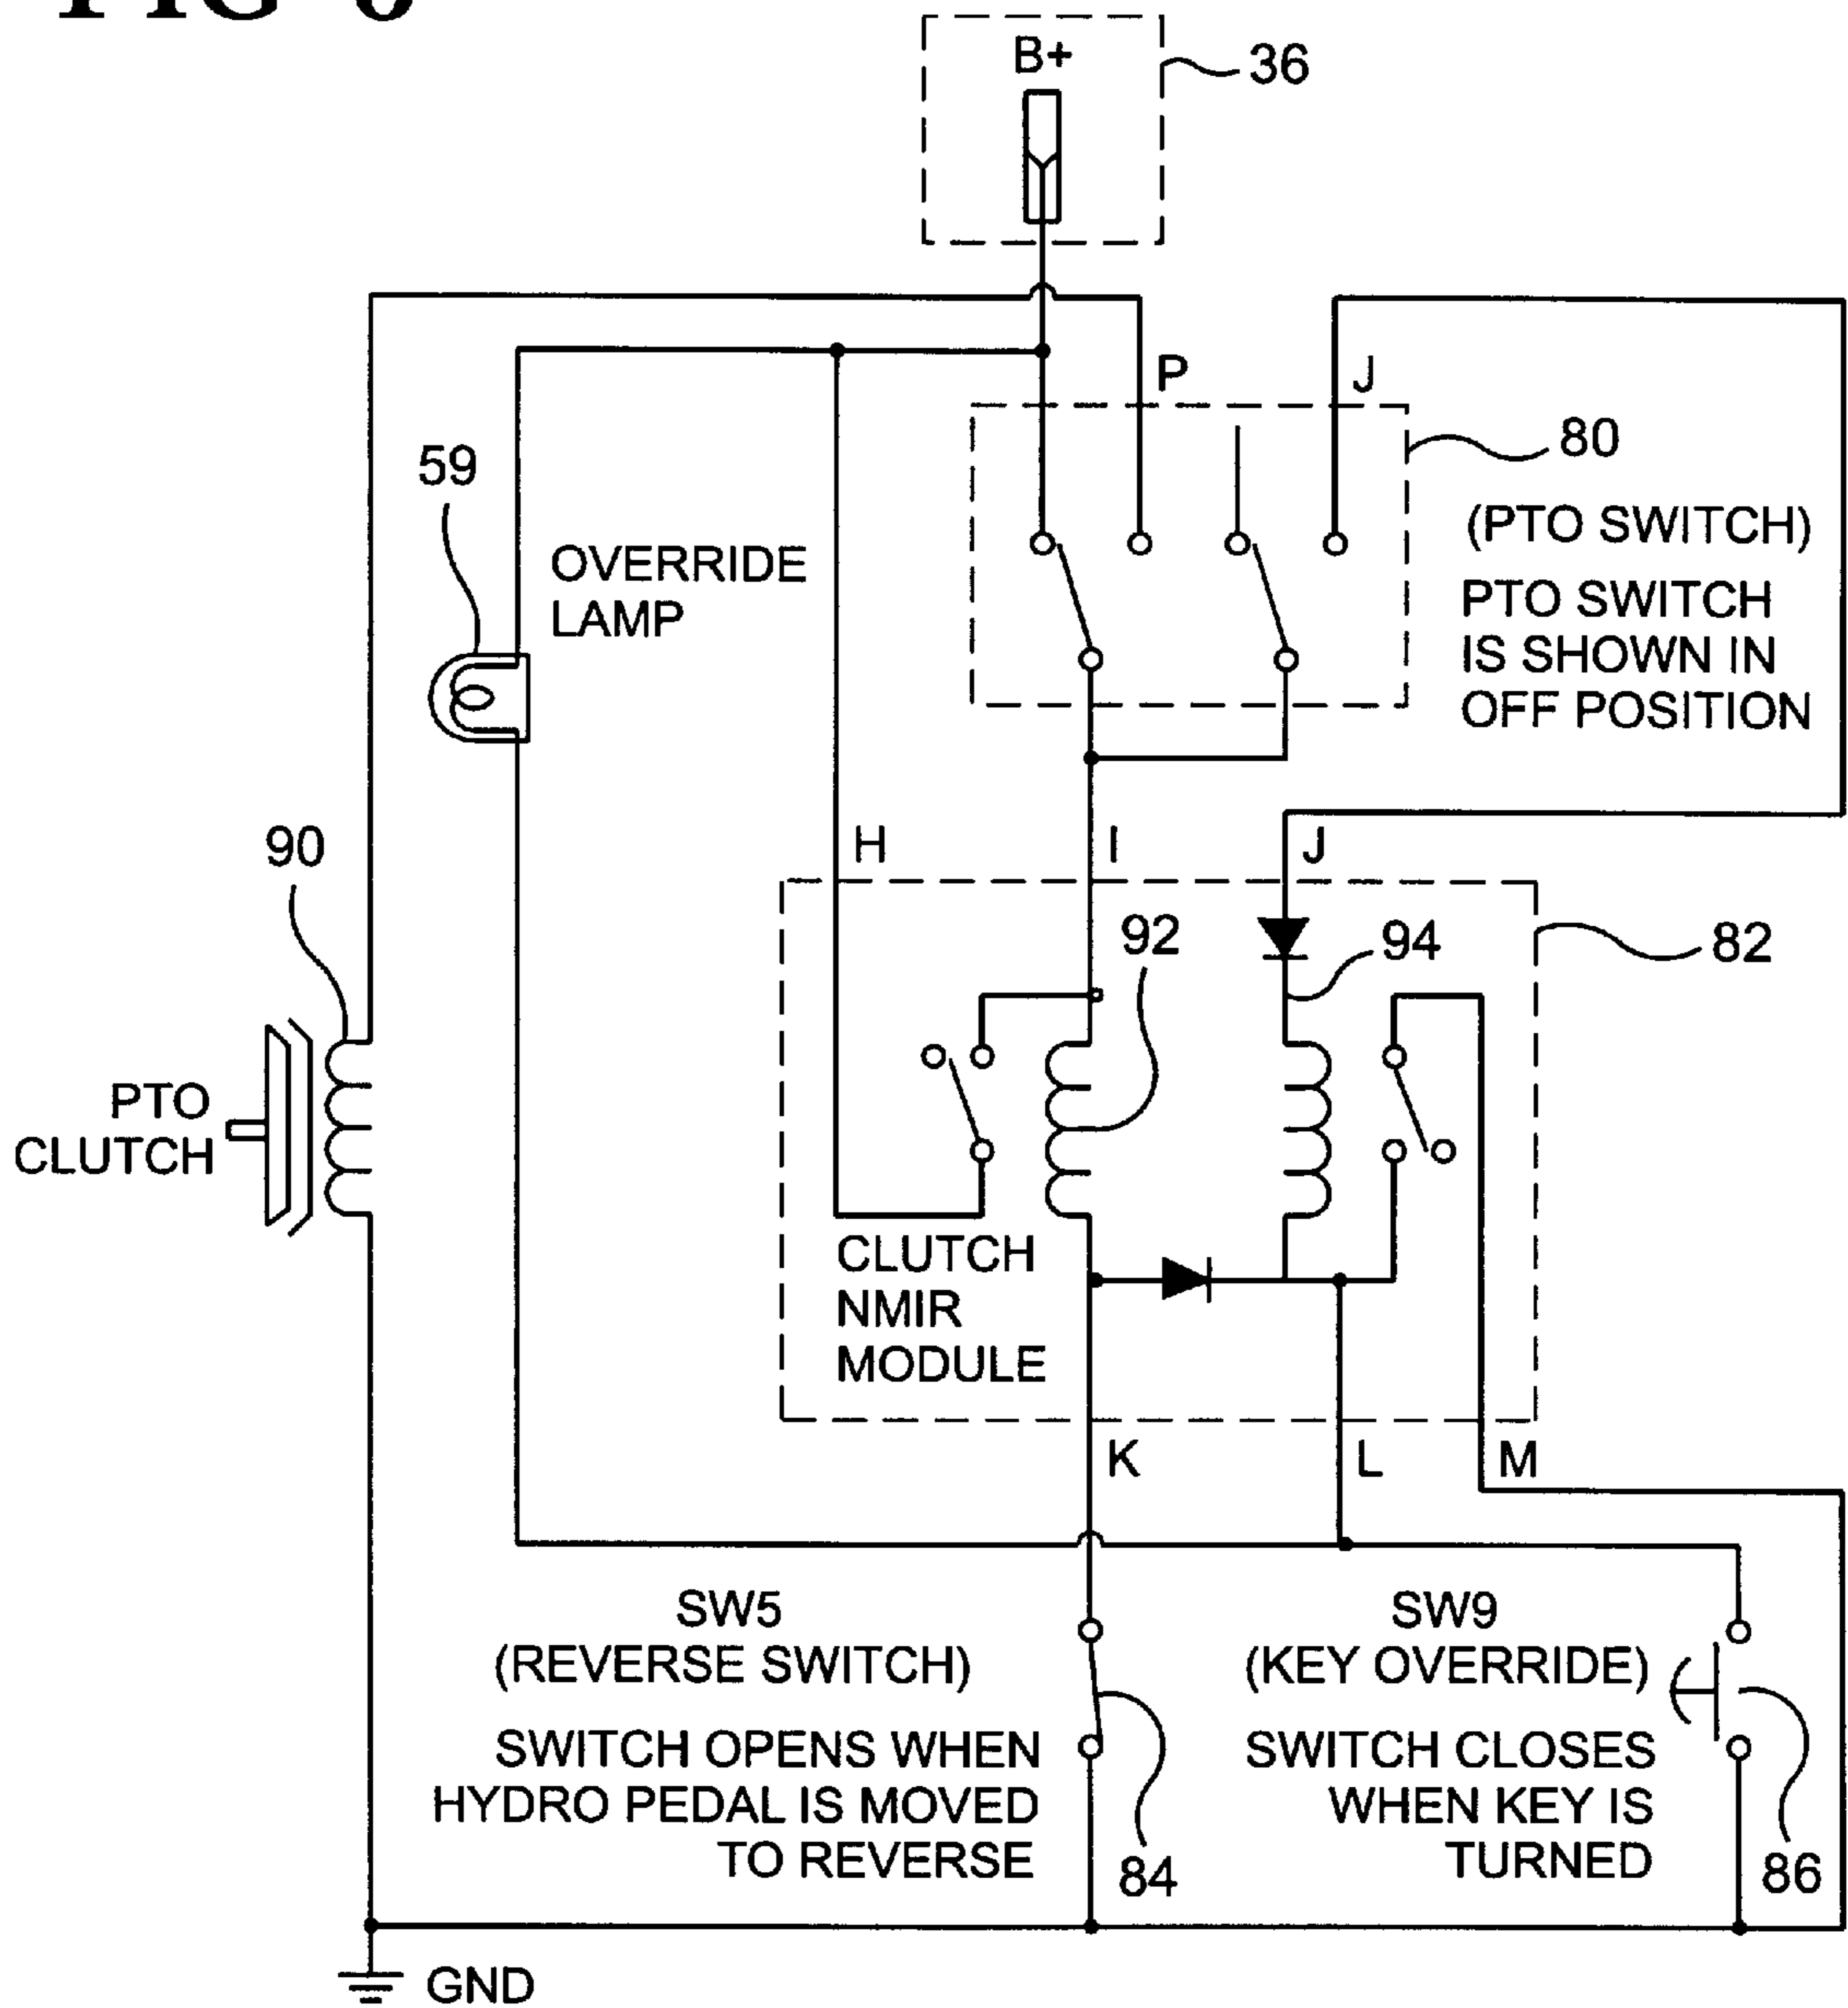 FIG
B+
36
P
J
80
59
(PTO SWITCH)
OVERRIDE
LAMP
PTO SWITCH
IS SHOWN IN
OFF POSITION
90
H
I
J
92
94
82
PTO
CLUTCH
CLUTCH
NMIR
MODULE
K
L
M
SW5
(REVERSE SWITCH)
SWITCH OPENS WHEN
HYDRO PEDAL IS MOVED
TO REVERSE
84
SW9
(KEY OVERRIDE)
SWITCH CLOSES
WHEN KEY IS
TURNED
86
GND